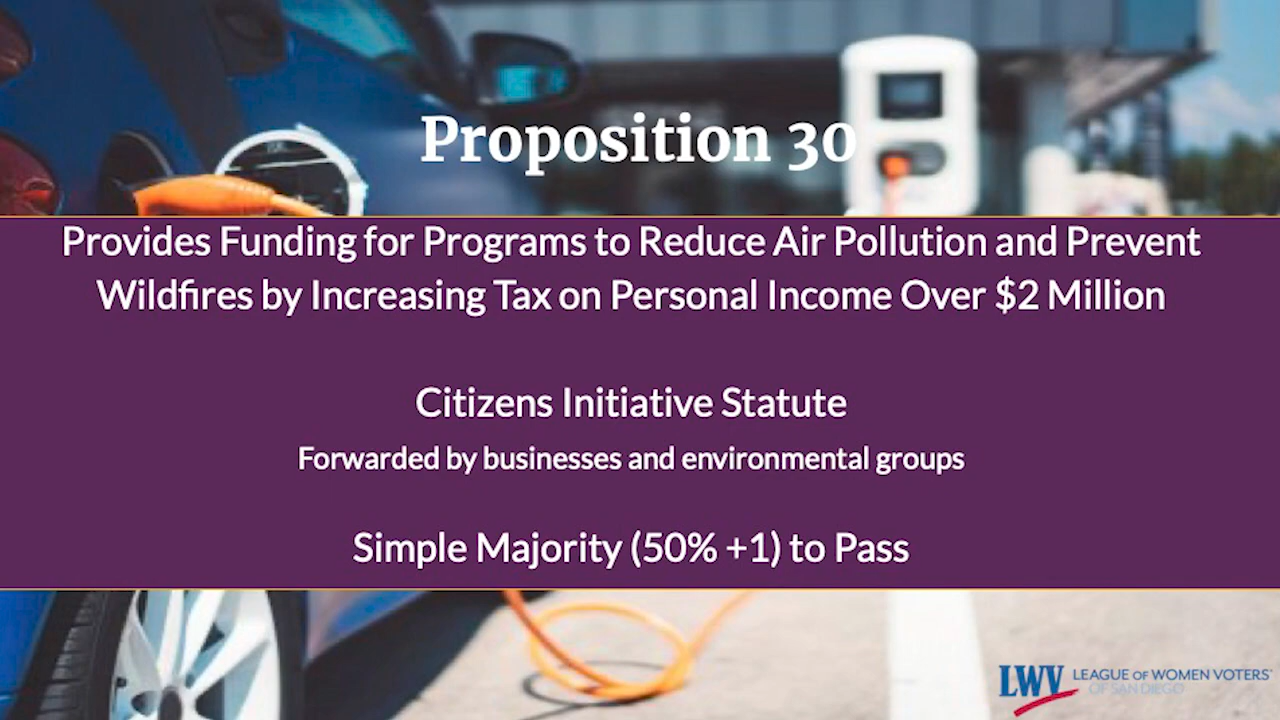 Proposition 30
Provides Funding for Programs to Reduce Air Pollution and Prevent
Wildfires by Increasing Tax on Personal Income Over $2 Million
Citizens Initiative Statute
Forwarded by businesses and environmental groups
Simple Majority (50% +1) to Pass
LWV LEAGUE OF WOMEN VOTERS®
OF SAN DIEGO